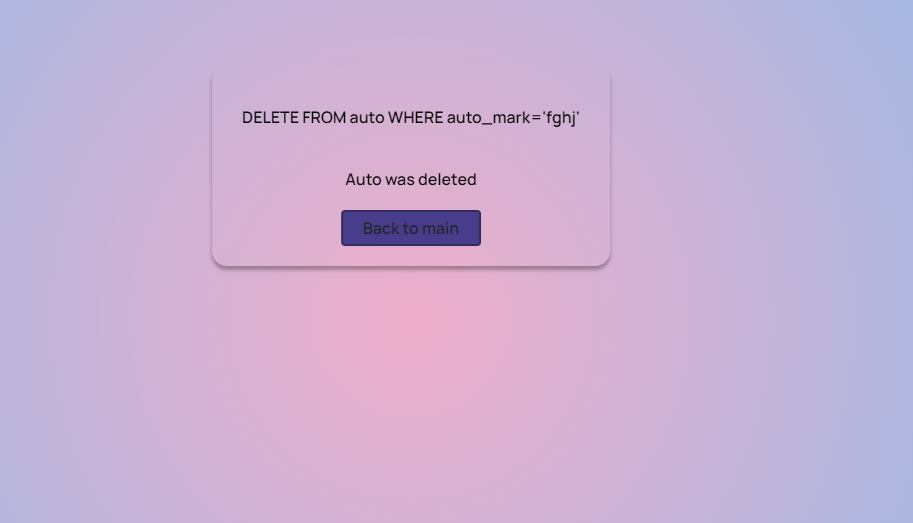 DELETE FROM auto WHERE auto_mark='fghj'
Auto was deleted
Back to main